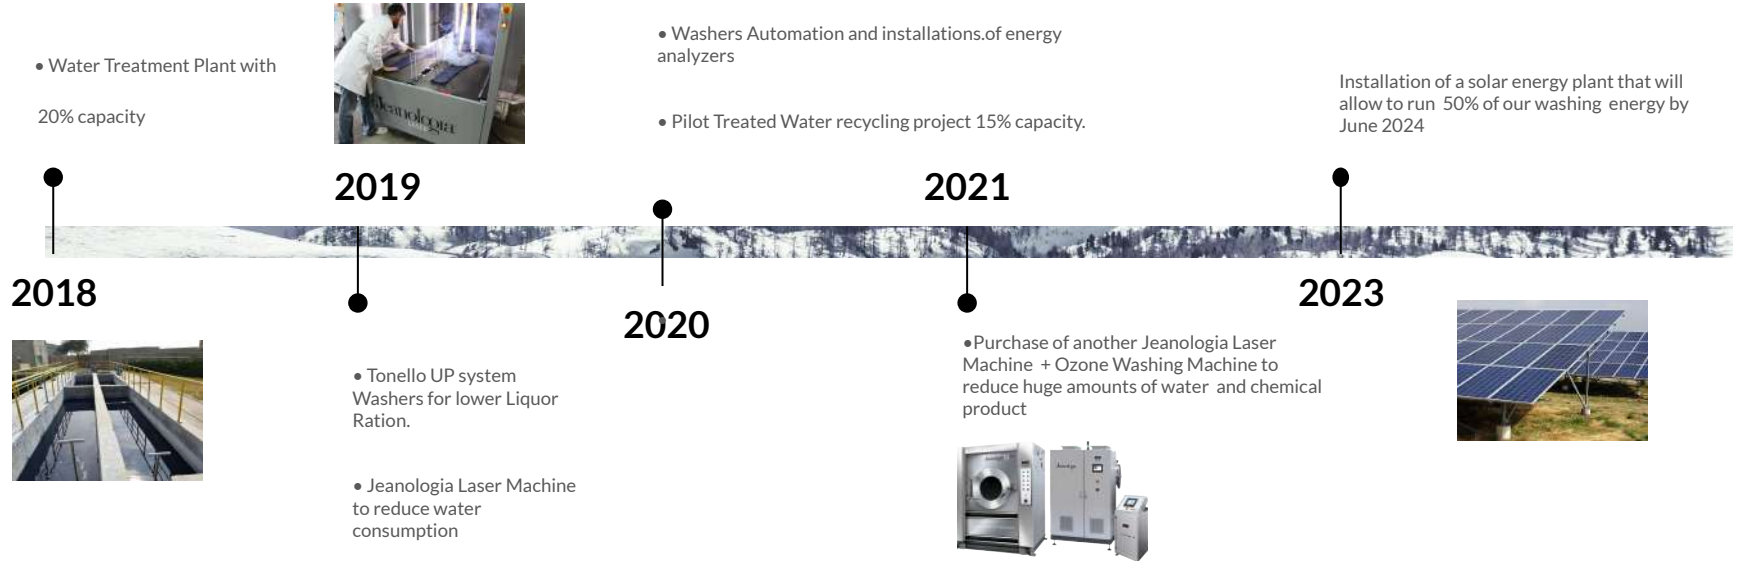 • Water Treatment Plant with
20% capacity
2018
Jeanologia
LASER
2019
• Tonello UP system
Washers for lower Liquor
Ration.
• Jeanologia Laser Machine
to reduce water
consumption
• Washers Automation and installations.of energy
analyzers
• Pilot Treated Water recycling project 15% capacity.
2020
2021
•Purchase of another Jeanologia Laser
Machine + Ozone Washing Machine to
reduce huge amounts of water and chemical
product
Jeanologia
Jeanologia
Installation of a solar energy plant that will
allow to run 50% of our washing energy by
June 2024
2023